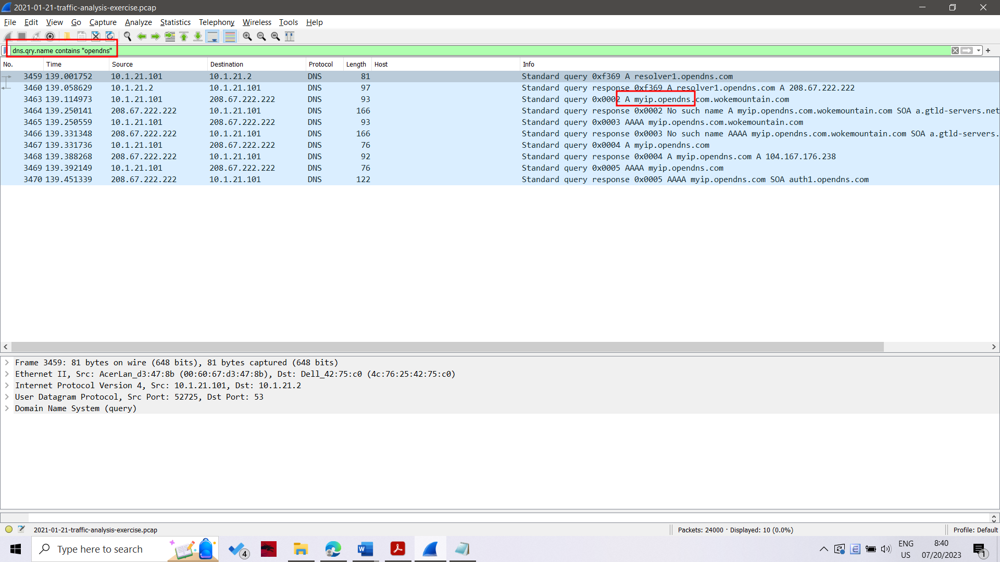 2021-01-21-traffic-analysis-exercise.pcap
File Edit View Go Capture Analyze Statistics Telephony Wireless Tools Help
dns.qry.name contains "opendns"
No. Time Source Destination Protocol Length Host Info
3459 139.001752 10.1.21.101 10.1.21.2 DNS 81 Standard query 0xf369 A resolver1.opendns.com
3460 139.058629 10.1.21.2 10.1.21.101 DNS 97 Standard query response 0xf369 A resolver1.opendns.com A 208.67.222.222
3463 139.114973 10.1.21.101 208.67.222.222 DNS 93 Standard query 0x0002 A myip.opendns.com.wokemountain.com
3464 139.250141 208.67.222.222 10.1.21.101 DNS 166 Standard query response 0x0002 No such name A myip.opendns.com.wokemountain.com SOA a.gtld-servers.net
3465 139.250559 10.1.21.101 208.67.222.222 DNS 93 Standard query 0x0003 AAAA myip.opendns.com.wokemountain.com
3466 139.331348 208.67.222.222 10.1.21.101 DNS 166 Standard query response 0x0003 No such name AAAA myip.opendns.com.wokemountain.com SOA a.gtld-servers.
3467 139.331736 10.1.21.101 208.67.222.222 DNS 76 Standard query 0x0004 A myip.opendns.com
3468 139.388268 208.67.222.222 10.1.21.101 DNS 92 Standard query response 0x0004 A myip.opendns.com A 104.167.176.238
3469 139.392149 10.1.21.101 208.67.222.222 DNS 76 Standard query 0x0005 AAAA myip.opendns.com
3470 139.451339 208.67.222.222 10.1.21.101 DNS 122 Standard query response 0x0005 AAAA myip.opendns.com SOA auth1.opendns.com
Frame 3459: 81 bytes on wire (648 bits), 81 bytes captured (648 bits)
Ethernet II, Src: AcerLan_d3:47:8b (00:60:67:d3:47:8b), Dst: Dell_42:75:c0 (4c:76:25:42:75:c0)
Internet Protocol Version 4, Src: 10.1.21.101, Dst: 10.1.21.2
User Datagram Protocol, Src Port: 52725, Dst Port: 53
Domain Name System (query)
2021-01-21-traffic-analysis-exercise.pcap Packets: 24000 · Displayed: 10 (0.0%) Profile: Default
Type here to search 4 W E ENG 8:40
US 07/20/2023 1